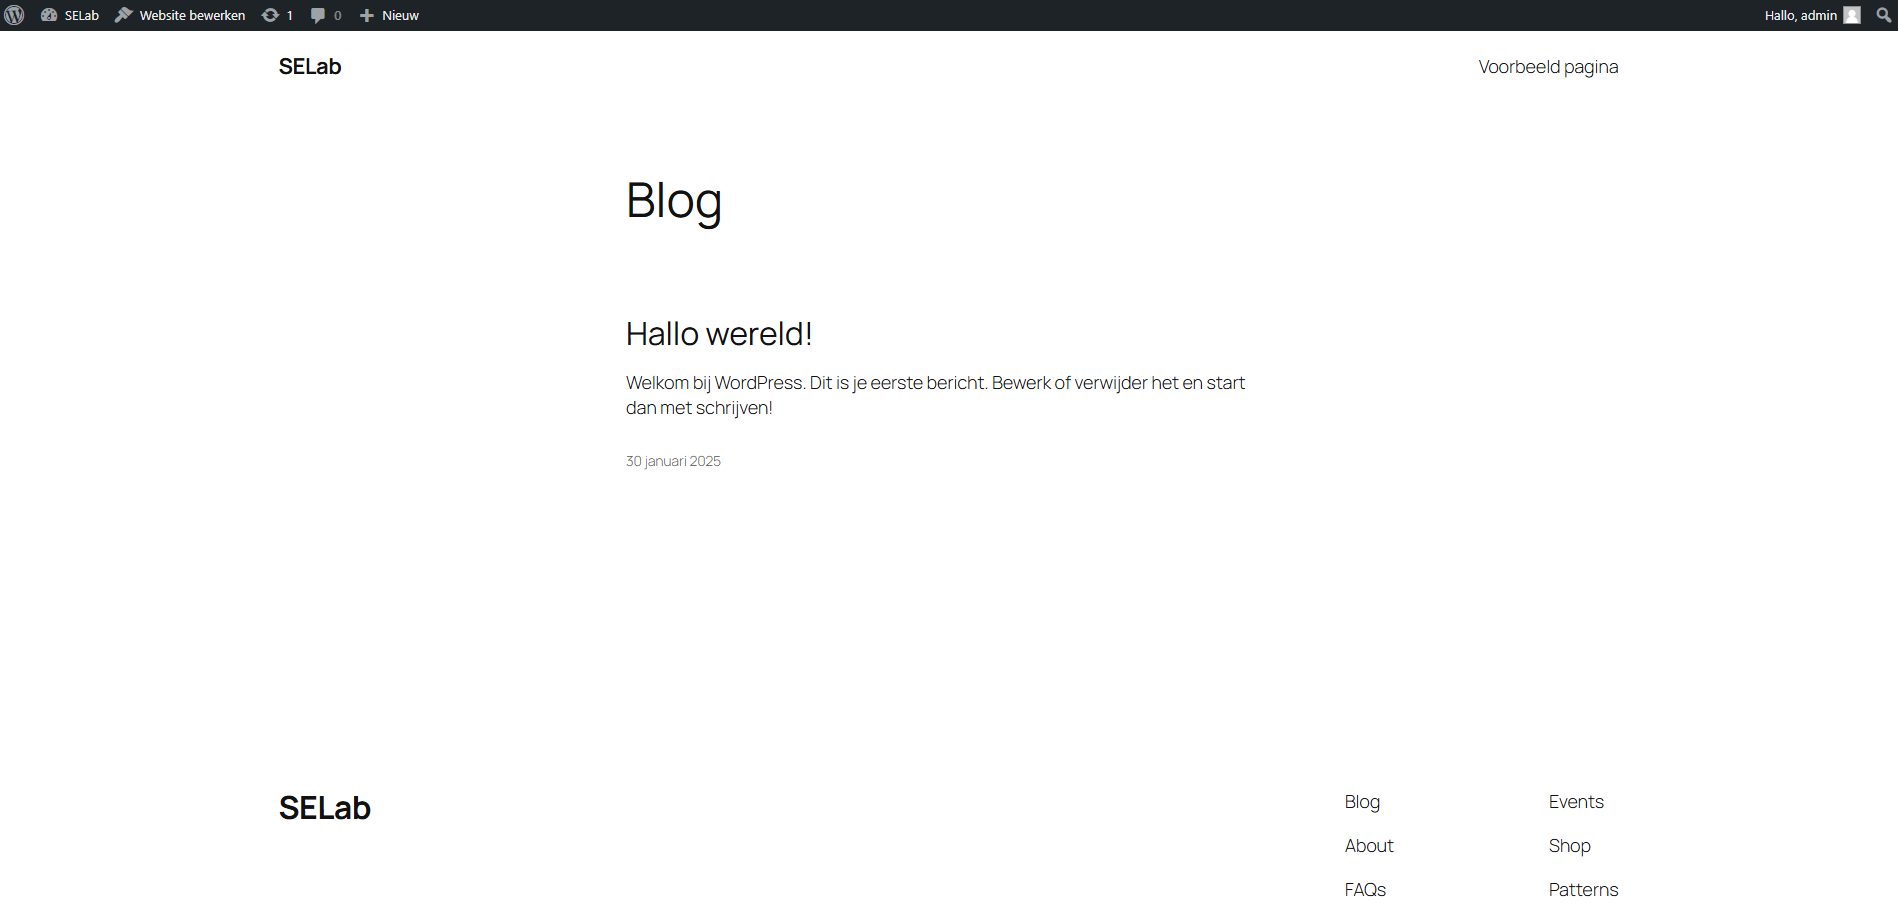 SELab Website bewerken 1 0 Nieuw Hallo, admin
SELab Voorbeeld pagina
Blog
Hallo wereld!
Welkom bij WordPress. Dit is je eerste bericht. Bewerk of verwijder het en start
dan met schrijven!
30 januari 2025
SELab
Blog Events
About Shop
FAQs Patterns